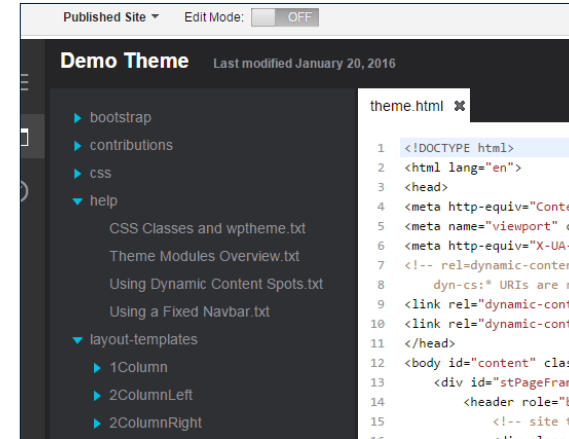 Published Site Edit Mode: OFF
Demo Theme Last modified January 20, 2016
bootstrap
contributions
css
help
CSS Classes and wptheme.txt
Theme Modules Overview.txt
Using Dynamic Content Spots.txt
Using a Fixed Navbar.txt
layout-templates
1Column
2ColumnLeft
2ColumnRight
theme.html
1 <!DOCTYPE html>
2 <html lang="en">
3 <head>
4 <meta http-equiv="Conte
5 <meta name="viewport" c
6 <meta http-equiv="X-UA-
7 <!-- rel=dynamic-conten
8 dyn-cs:* URIs are r
9 <link rel="dynamic-cont
10 <link rel="dynamic-cont
11 </head>
12 <body id="content" clas
13 <div id="stPageFram
14 <header role="b
15 <!-- site t